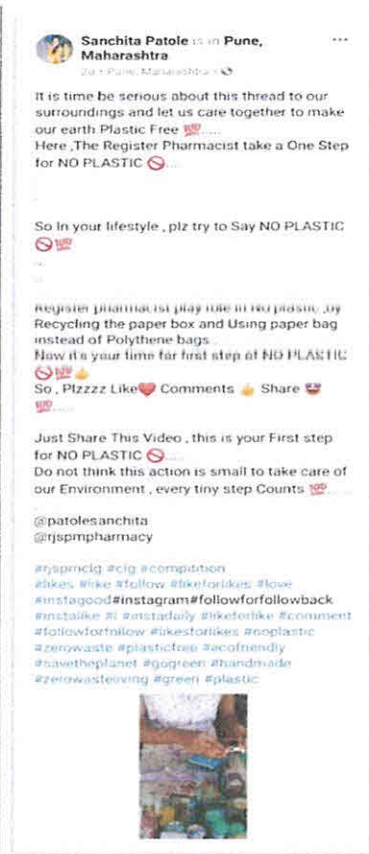 Sanchita Patole is in Pune,
Maharashtra
2d • Pune, Maharashtra •
It is time be serious about this thread to our
surroundings and let us care together to make
our earth Plastic Free 💯.....
Here ,The Register Pharmacist take a One Step
for NO PLASTIC 🚫....
So In your lifestyle , plz try to Say NO PLASTIC
🚫💯
Register pharmacist play role in No plastic ,by
Recycling the paper box and Using paper bag
instead of Polythene bags .
Now it's your time for first step of NO PLASTIC
🚫💯👍
So , Plzzzz Like❤️ Comments 👍 Share 🤩
💯.....
Just Share This Video , this is your First step
for NO PLASTIC 🚫....
Do not think this action is small to take care of
our Environment , every tiny step Counts 💯....
@patolesanchita
@rjspmpharmacy
#rjspmcig #cig #compitition
#likes #like #follow #likeforlikes #love
#instagood#instagram#followforfollowback
#instalike #l #instadaily #likeforlike #comment
#followforfollow #likesforlikes #noplastic
#zerowaste #plasticfree #ecofriendly
#savetheplanet #gogreen #handmade
#zerowasteliving #green #plastic